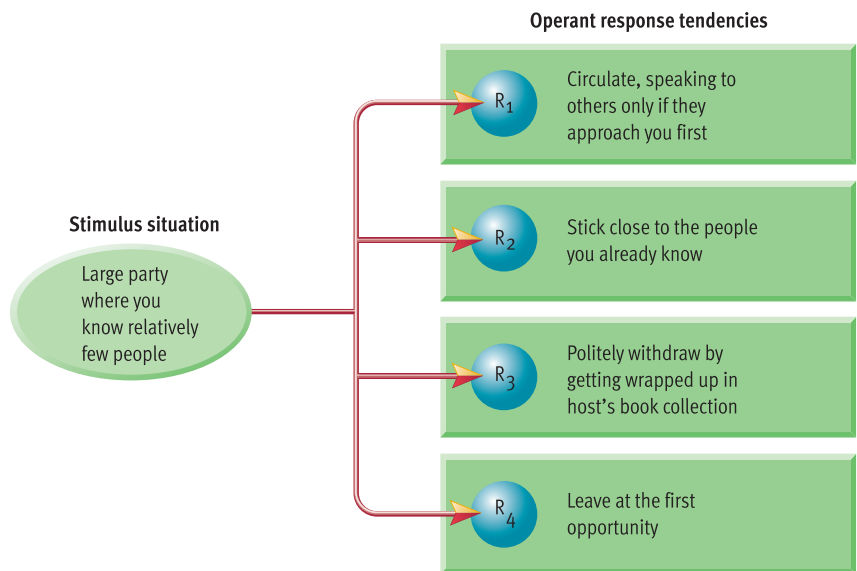 Operant response tendencies
R1
Circulate, speaking to
others only if they
approach you first
Stimulus situation
Large party
where you
know relatively
few people
R2
Stick close to the people
you already know
R3
Politely withdraw by
getting wrapped up in
host's book collection
R4
Leave at the first
opportunity